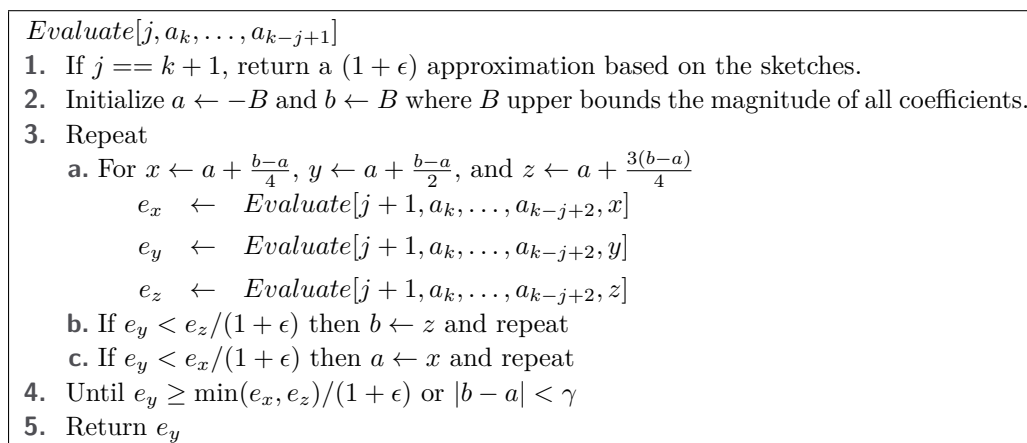 Evaluate[j, a_k, . . . , a_{k−j+1}]
1. If j == k + 1, return a (1 + ϵ) approximation based on the sketches.
2. Initialize a ← −B and b ← B where B upper bounds the magnitude of all coefficients.
3. Repeat
a. For x ← a + \frac{b−a}{4}, y ← a + \frac{b−a}{2}, and z ← a + \frac{3(b−a)}{4}
e_x ← Evaluate[j + 1, a_k, . . . , a_{k−j+2}, x]
e_y ← Evaluate[j + 1, a_k, . . . , a_{k−j+2}, y]
e_z ← Evaluate[j + 1, a_k, . . . , a_{k−j+2}, z]
b. If e_y < e_z/(1 + ϵ) then b ← z and repeat
c. If e_y < e_x/(1 + ϵ) then a ← x and repeat
4. Until e_y ≥ min(e_x, e_z)/(1 + ϵ) or |b − a| < γ
5. Return e_y